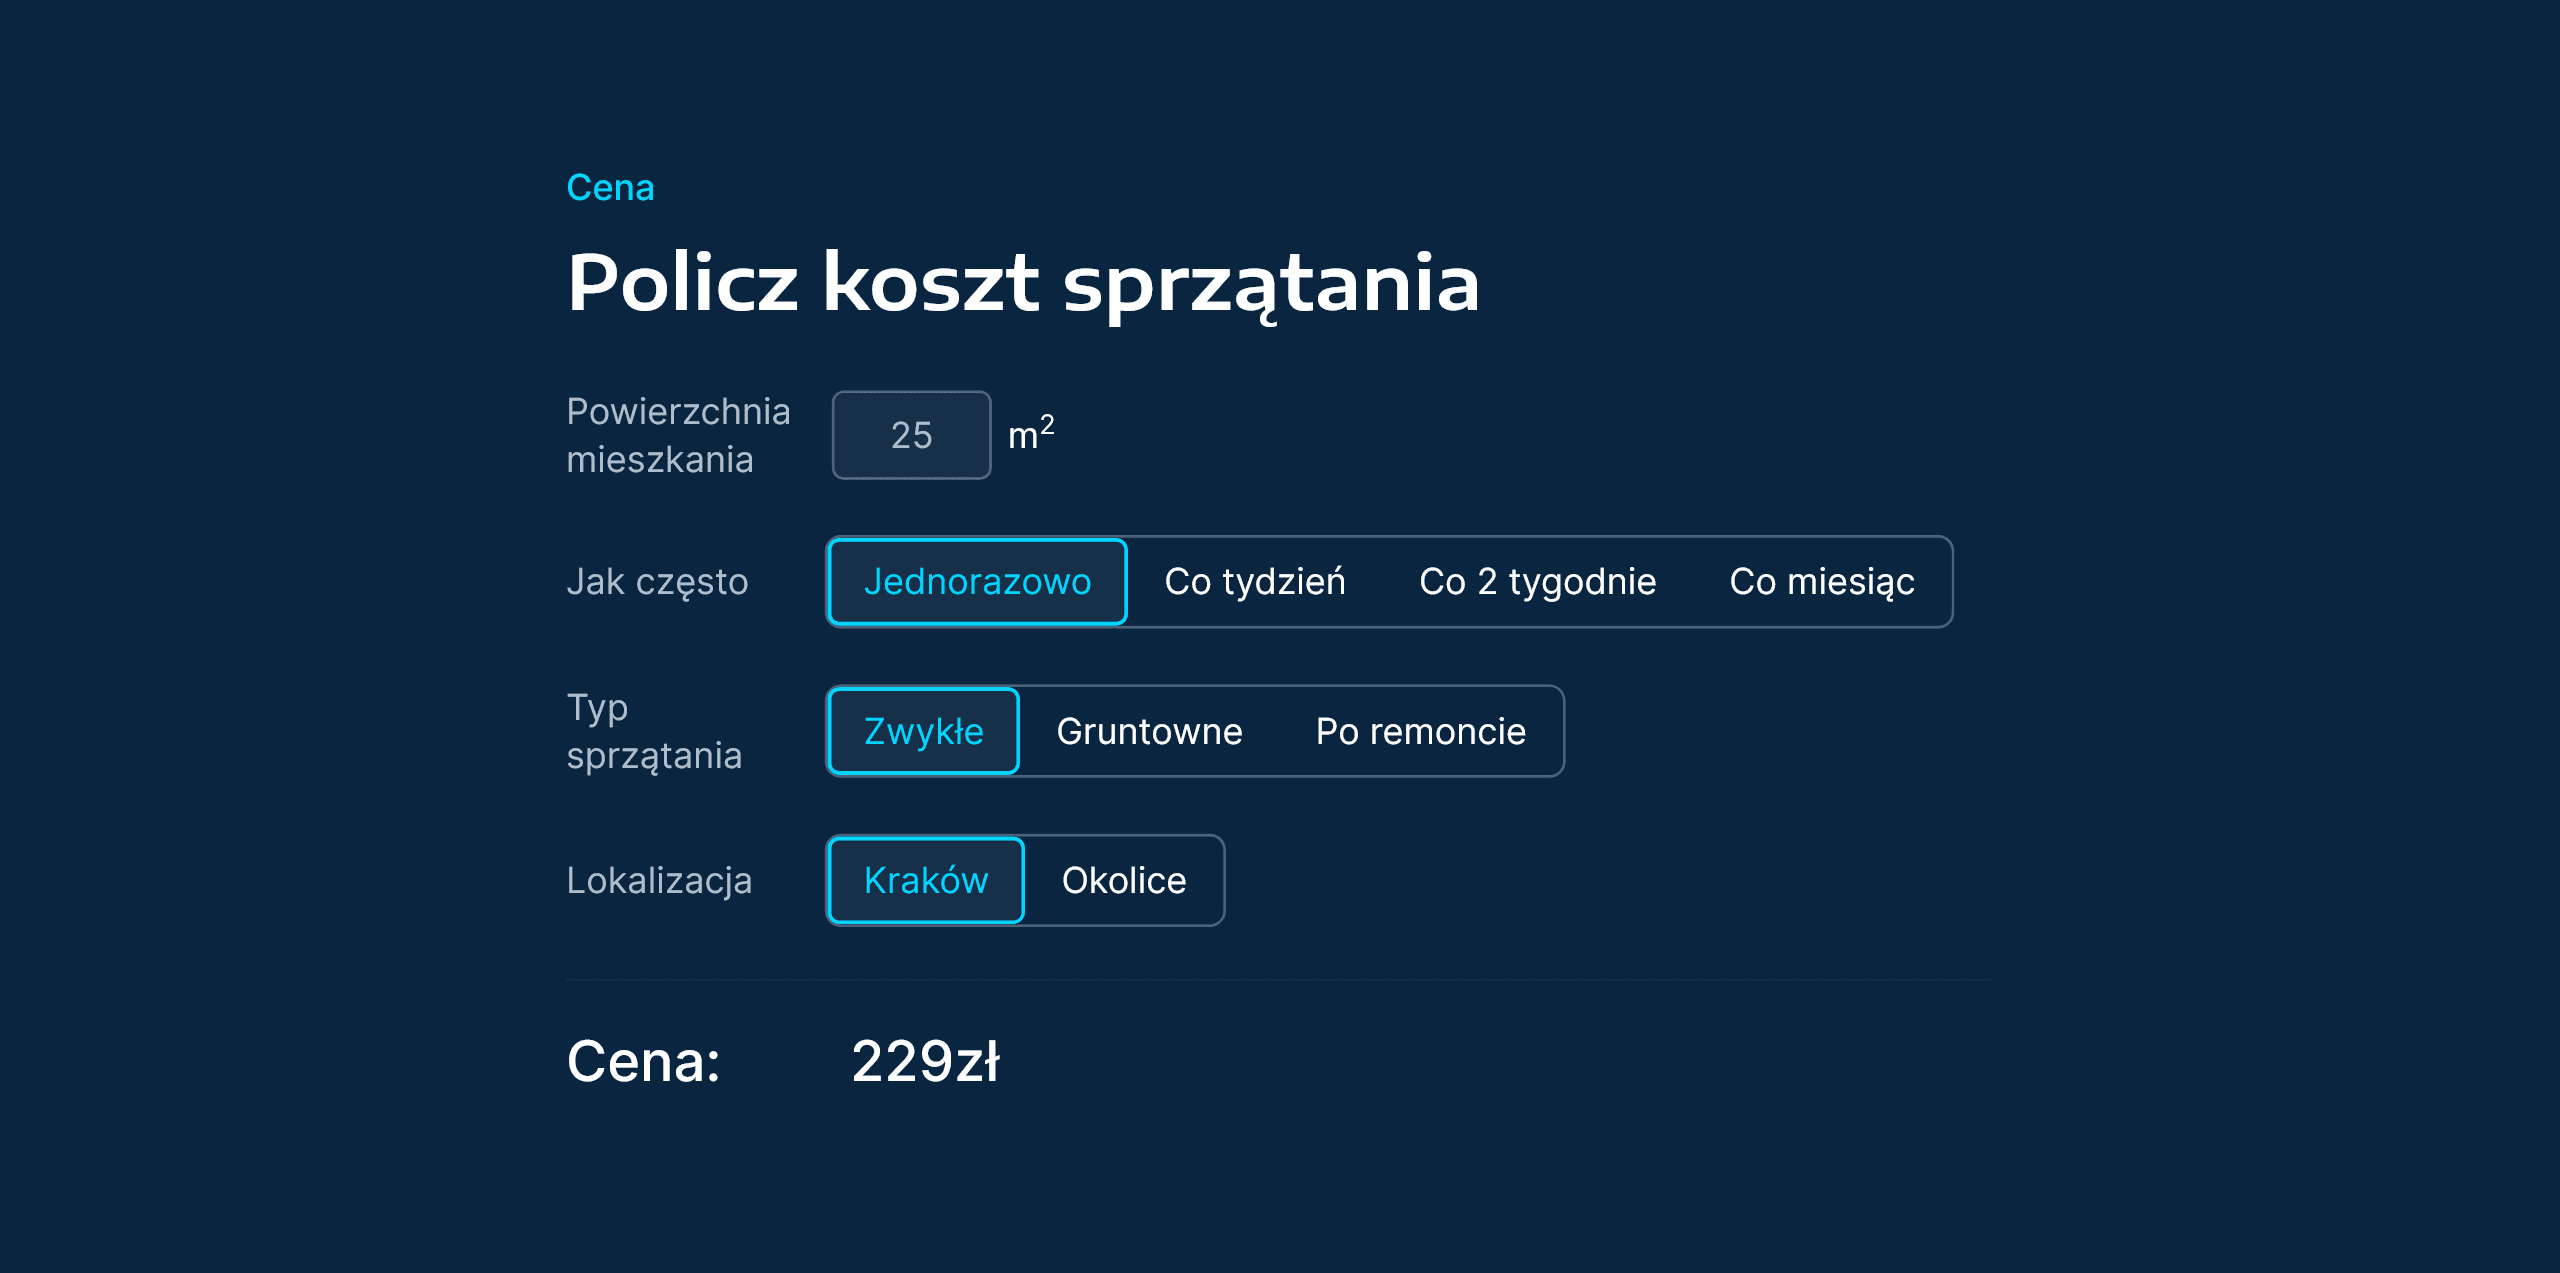 Cena
Policz koszt sprzątania
Powierzchnia
mieszkania
25 m²
Jak często
Jednorazowo Co tydzień Co 2 tygodnie Co miesiąc
Typ
sprzątania
Zwykłe Gruntowne Po remoncie
Lokalizacja
Kraków Okolice
Cena: 229zł